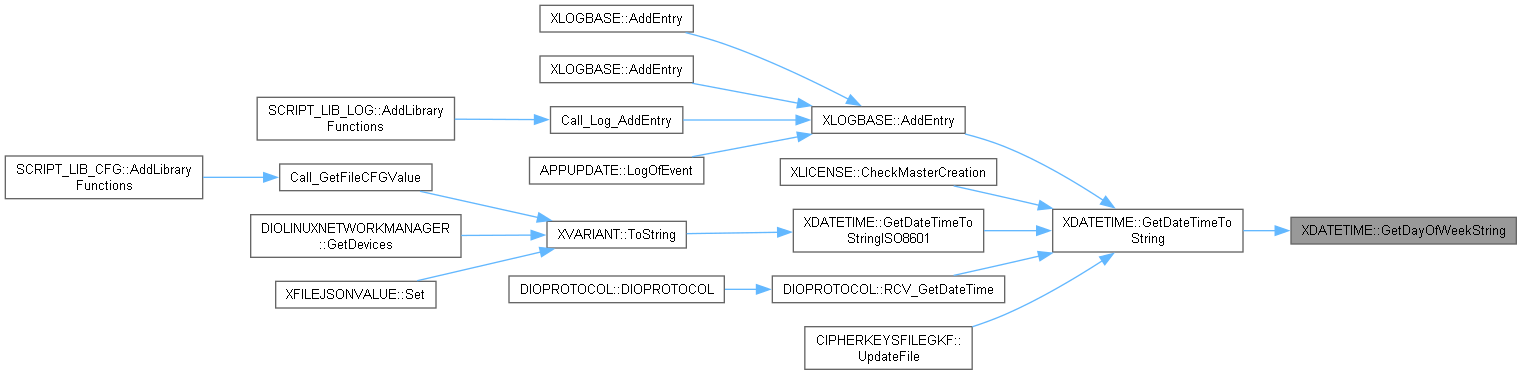 XLOGBASE::AddEntry
XLOGBASE::AddEntry
SCRIPT_LIB_LOG::AddLibrary
Functions
Call_Log_AddEntry
XLOGBASE::AddEntry
APPUPDATE::LogOfEvent
SCRIPT_LIB_CFG::AddLibrary
Functions
Call_GetFileCFGValue
XLICENSE::CheckMasterCreation
DIOLINUXNETWORKMANAGER
::GetDevices
XVARIANT::ToString
XDATETIME::GetDateTimeTo
StringISO8601
XDATETIME::GetDateTimeTo
String
XDATETIME::GetDayOfWeekString
XFILEJSONVALUE::Set
DIOPROTOCOL::DIOPROTOCOL
DIOPROTOCOL::RCV_GetDateTime
CIPHERKEYSFILEGKF::
UpdateFile